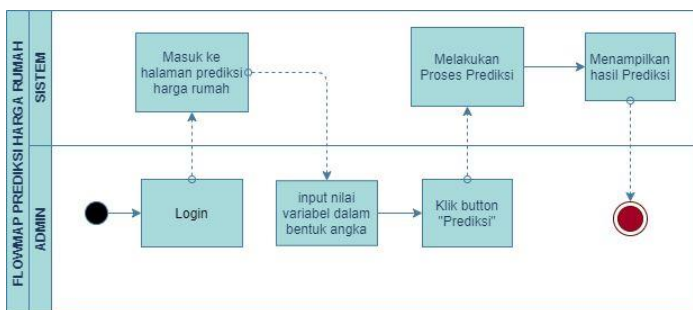 FLOWMAP PREDIKSI HARGA RUMAH
SISTEM
Masuk ke
halaman prediksi
harga rumah
Melakukan
Proses Prediksi
Menampilkan
hasil Prediksi
ADMIN
Login
input nilai
variabel dalam
bentuk angka
Klik button
"Prediksi"